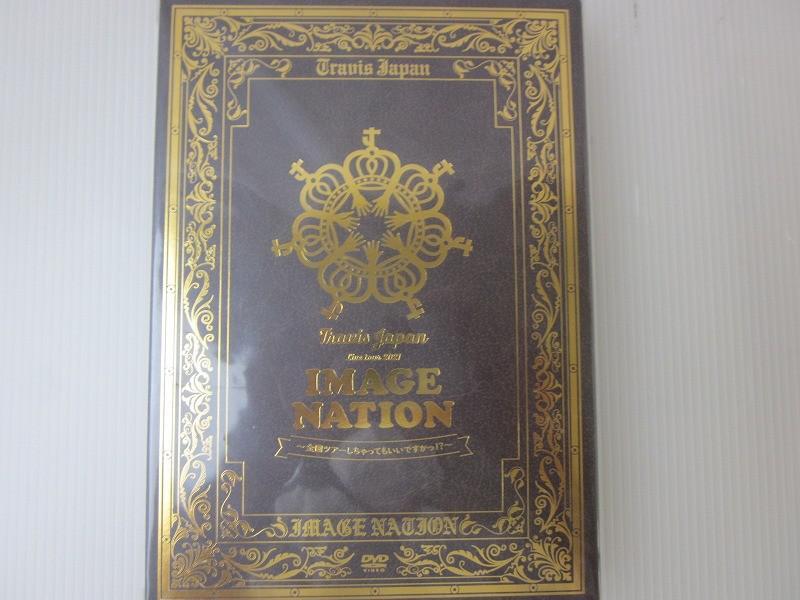 Travis Japan
Travis Japan
Live tour 2021
IMAGE
NATION
～全国ツアーしちゃってもいいですかっ!?～
IMAGE NATION
DVD
VIDEO